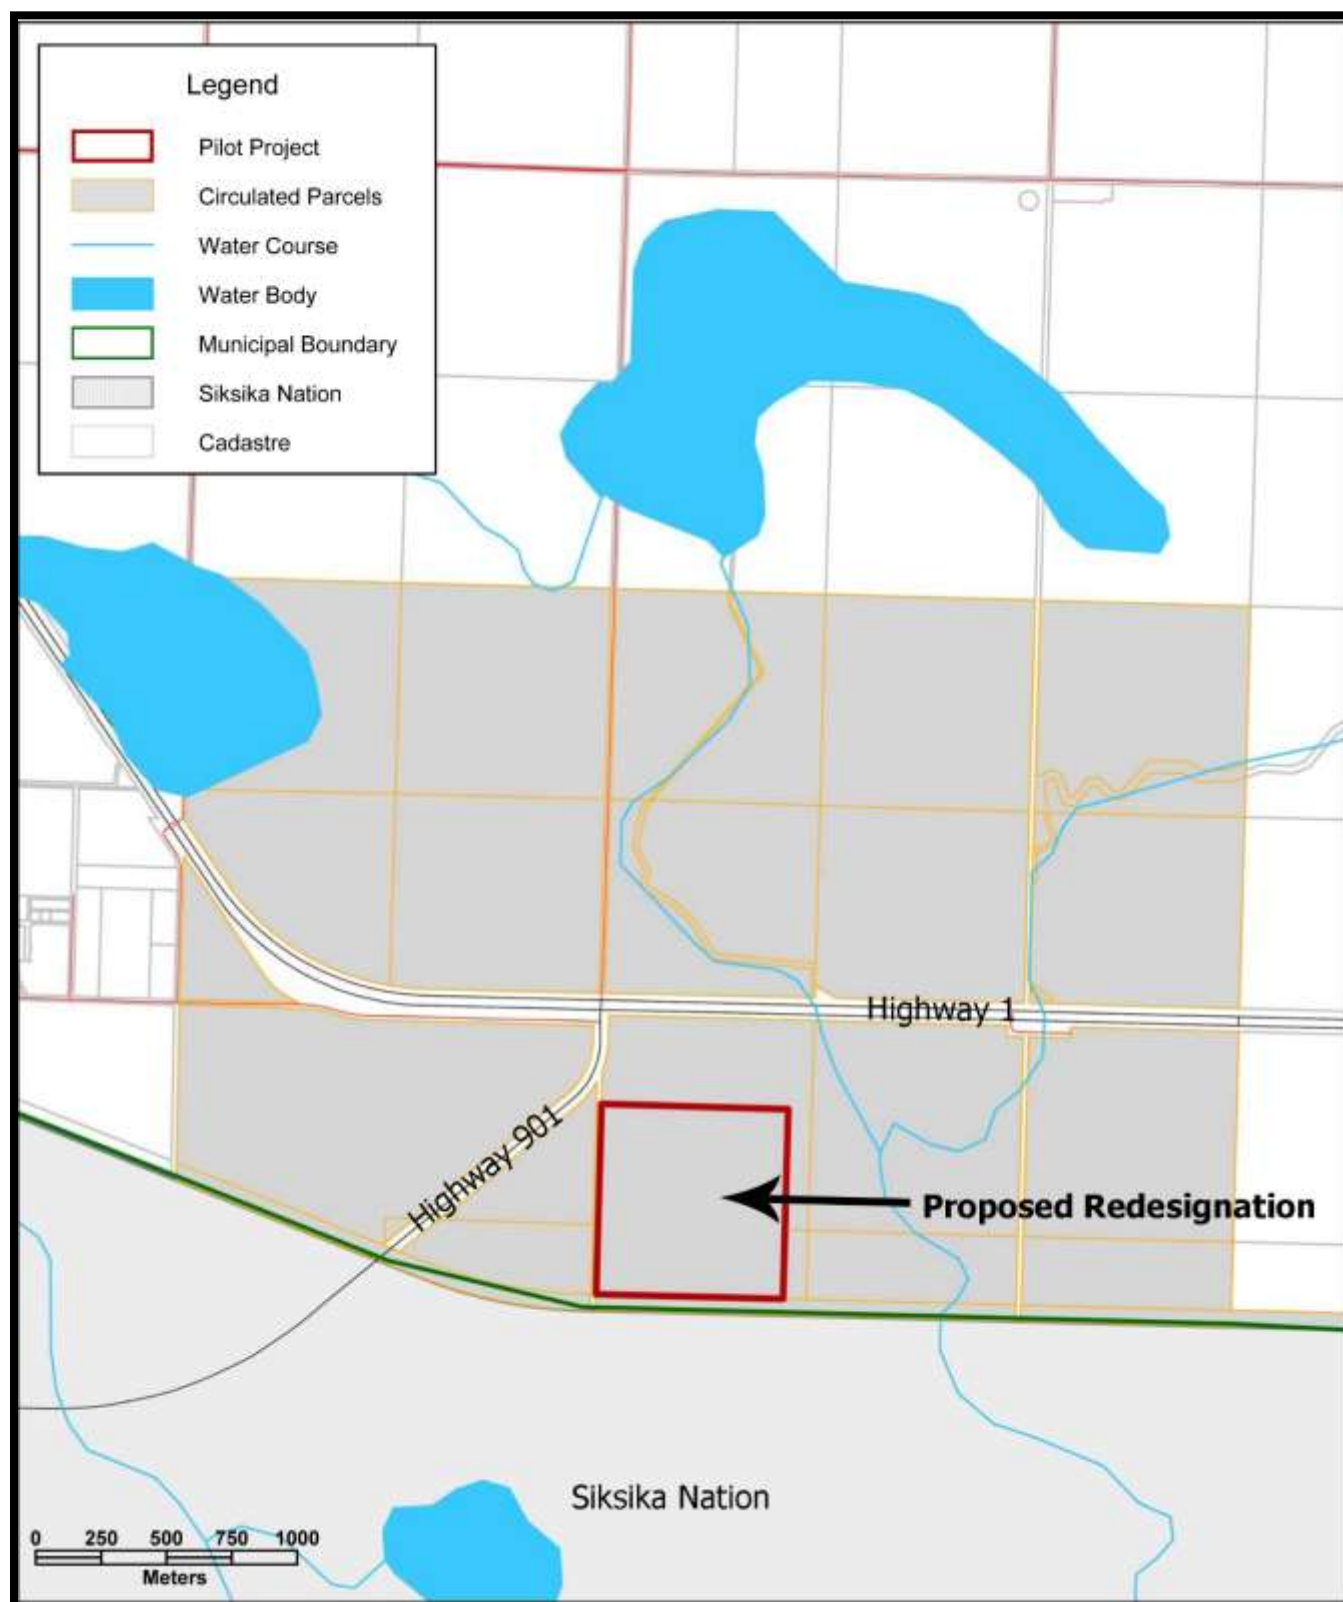 Legend
Pilot Project
Circulated Parcels
Water Course
Water Body
Municipal Boundary
Siksika Nation
Cadastre
Highway 1
Highway 901
Proposed Redesignation
Siksika Nation
0 250 500 750 1000
Meters